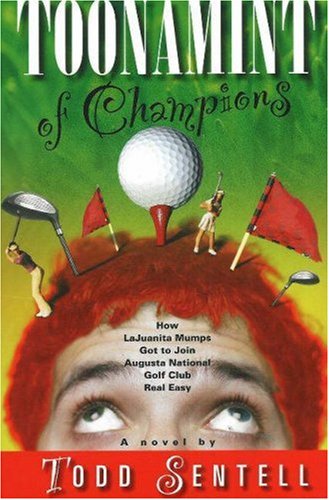 TOONAMINT
of Champions
How
LaJuanita Mumps
Got to Join
Augusta National
Golf Club
Real Easy
A novel by
TODD SENTELL